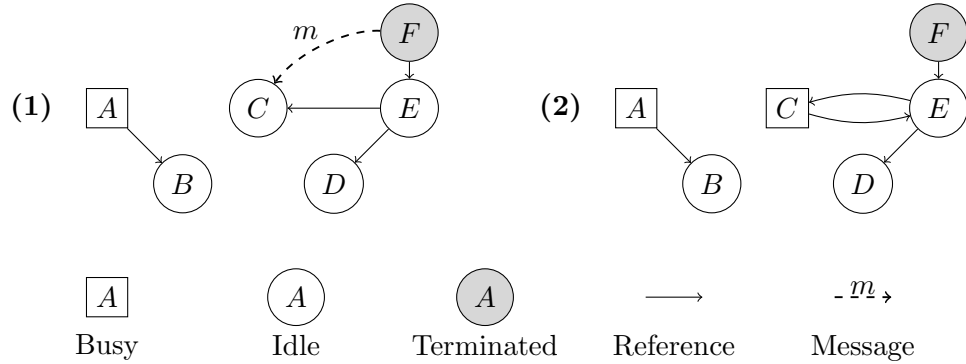 m F F
(1) A C E (2) A C E
B D B D
A A A m
Busy Idle Terminated Reference Message